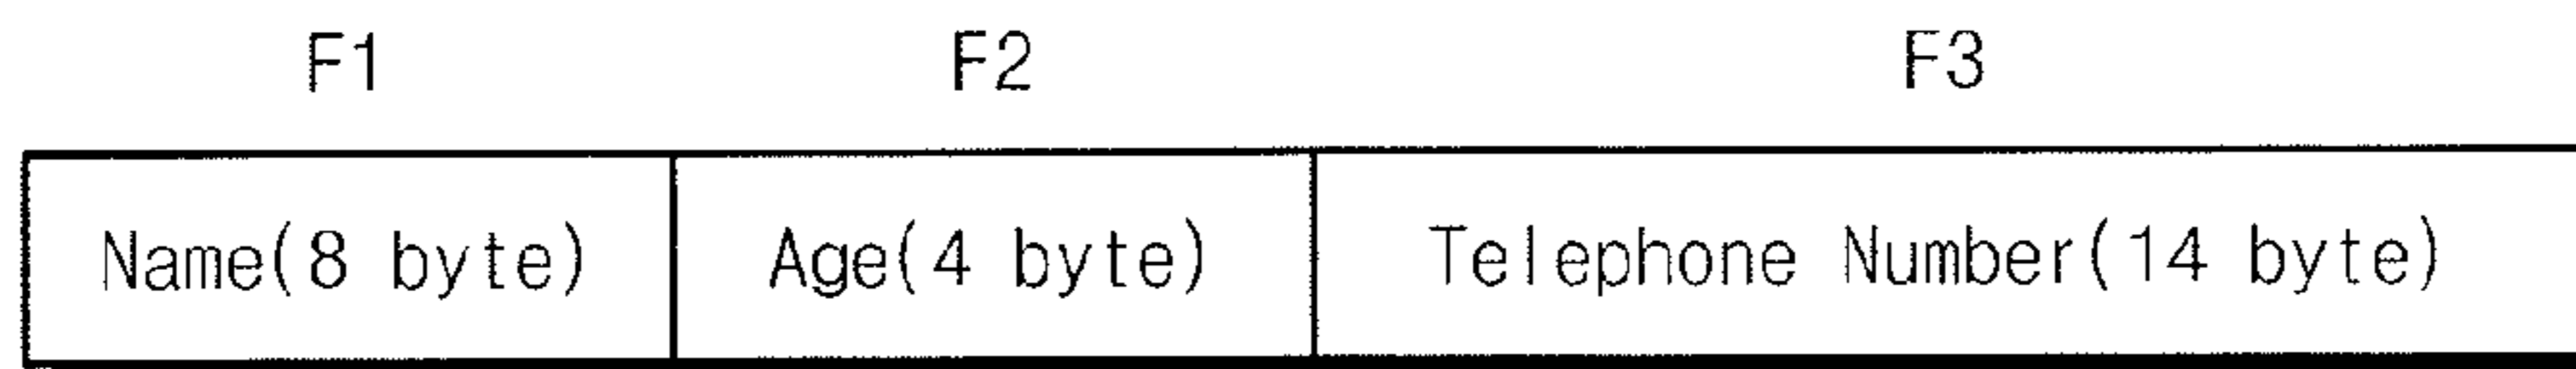 F1 F2 F3
Name(8 byte) Age(4 byte) Telephone Number(14 byte)